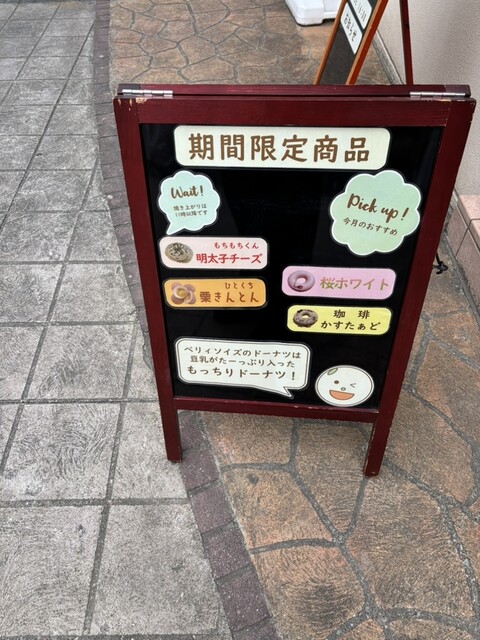 期間限定商品
Wait!
焼き上がりは
11時以降です
Pick up!
今月のおすすめ
もちもちくん
明太子チーズ
ひとくち
栗きんとん
桜ホワイト
珈琲
かすたぁど
ベリィソイズのドーナツは
豆乳がたーっぷり入った
もっちりドーナツ！